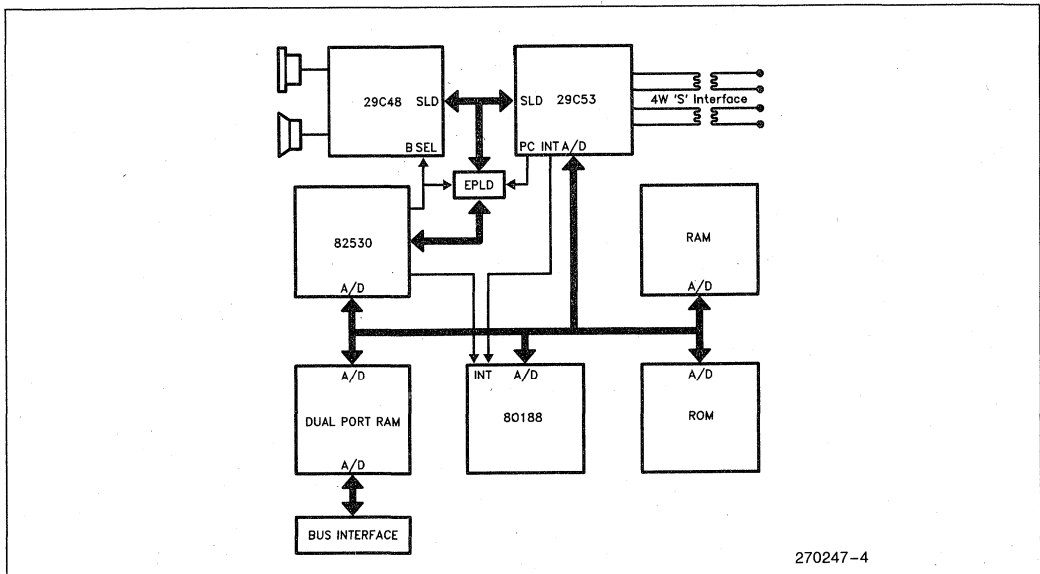 29C48
SLD
B SEL
SLD
29C53
PC INT A/D
4W 'S' Interface
EPLD
82530
A/D
RAM
A/D
A/D
DUAL PORT RAM
A/D
INT
A/D
80188
A/D
ROM
BUS INTERFACE
270247-4